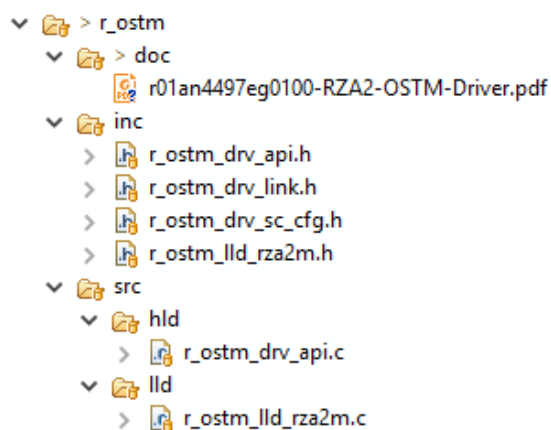 > r_ostm
> doc
r01an4497eg0100-RZA2-OSTM-Driver.pdf
inc
r_ostm_drv_api.h
r_ostm_drv_link.h
r_ostm_drv_sc_cfg.h
r_ostm_lld_rza2m.h
src
hld
r_ostm_drv_api.c
lld
r_ostm_lld_rza2m.c